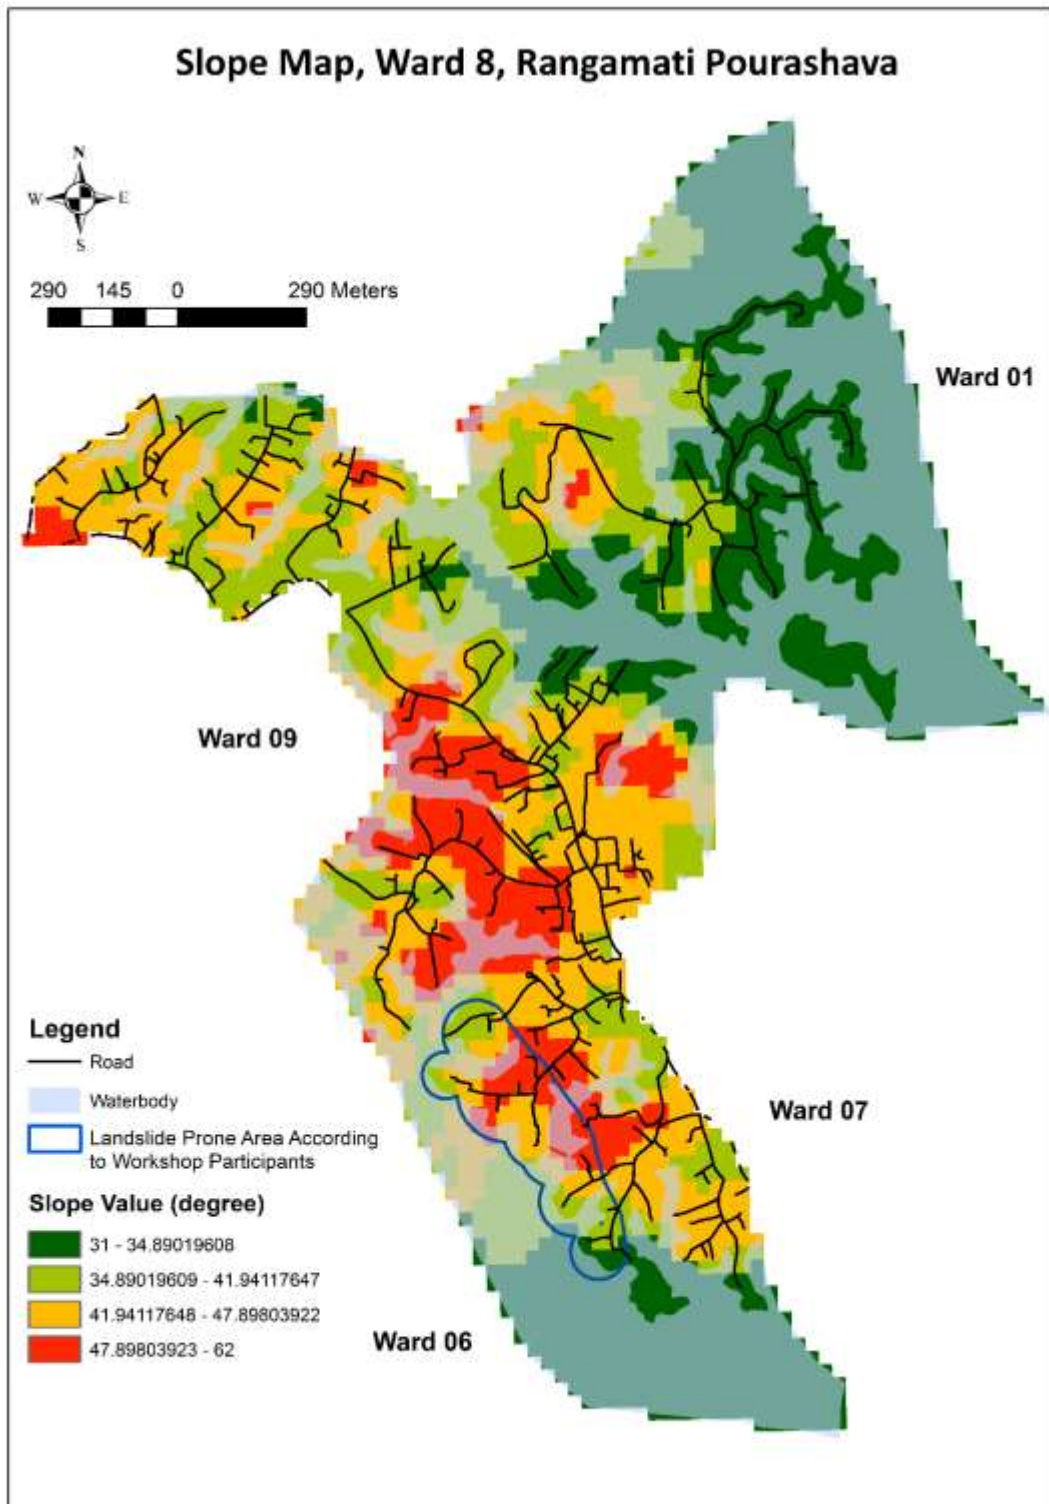 Slope Map, Ward 8, Rangamati Pourashava
N
W E
S
290 145 0 290 Meters
Ward 01
Ward 09
Legend
Road
Waterbody
Landslide Prone Area According
to Workshop Participants
Ward 07
Slope Value (degree)
31 - 34.89019608
34.89019609 - 41.94117647
41.94117648 - 47.89803922
47.89803923 - 62
Ward 06